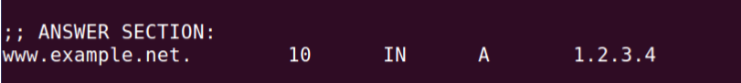 ;; ANSWER SECTION:
www.example.net. 10 IN A 1.2.3.4